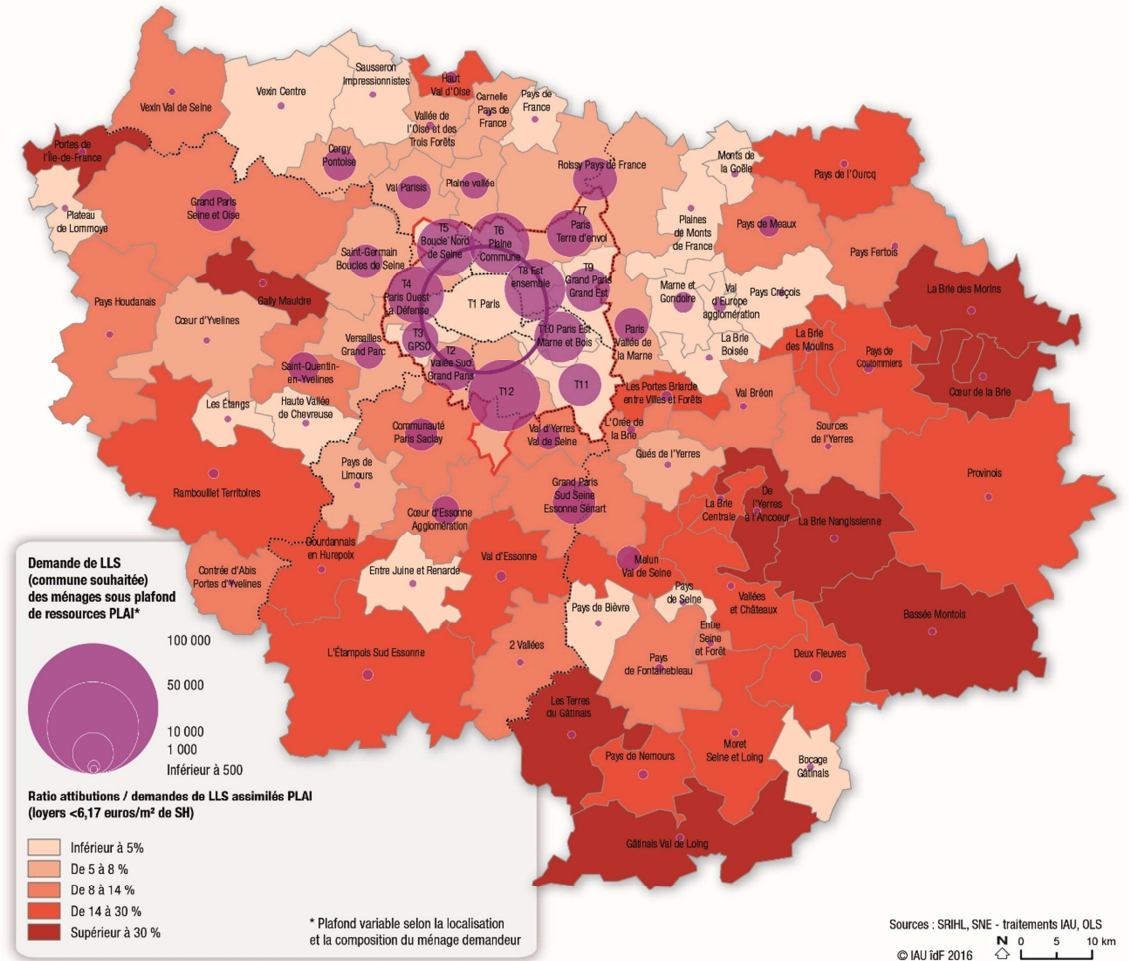 Vexin Val de Seine
Vexin Centre
Sausseron
Impressionnistes
Haut
Val d'Oise
Carnelle
Pays de
France
Pays de
France
Vallée de
l'Oise et des
Trois Forêts
Portes de
l'Île-de-France
Cergy
Pontoise
Roissy Pays de France
Monts de
la Goële
Pays de l'Ourcq
Plateau
de Lommoye
Grand Paris
Seine et Oise
Val Parisis
Plaine vallée
Plaines
de Monts
de France
Pays de Meaux
Pays Fertois
T5
Boucle Nord
de Seine
T6
Plaine
Commune
T7
Paris
Terre d'envol
Saint-Germain
Boucles de Seine
T8 Est
ensemble
T9
Grand Paris
Grand Est
Pays Houdanais
Gally Mauldre
T4
Paris Ouest
La Défense
T1 Paris
Marne et
Gondoire
Val
d'Europe
agglomération
Pays Créçois
La Brie des Morins
Cœur d'Yvelines
Versailles
Grand Parc
T3
GPSO
T10 Paris Est
Marne et Bois
Paris
Vallée de
la Marne
La Brie
Boisée
La Brie
des Moulins
Pays de
Coulommiers
Saint-Quentin-
en-Yvelines
T2
Vallée Sud
Grand Paris
T12
T11
Les Portes Briarde
entre Villes et Forêts
Val Bréon
Cœur de la Brie
Les Étangs
Haute Vallée
de Chevreuse
Communauté
Paris Saclay
Val d'Yerres
Val de Seine
L'Orée de
la Brie
Sources
de l'Yerres
Gués de l'Yerres
Provinois
Rambouillet Territoires
Pays de
Limours
Grand Paris
Sud Seine
Essonne Sénart
Cœur d'Essonne
Agglomération
La Brie
Centrale
De
l'Yerres
à l'Ancoeur
La Brie Nangissienne
Dourdannais
en Hurepoix
Contrée d'Ablis
Portes d'Yvelines
Entre Juine et Renarde
Val d'Essonne
Melun
Val de Seine
Pays
de Seine
Vallées
et Châteaux
Bassée Montois
Pays de Bièvre
Entre
Seine
et Forêt
L'Étampois Sud Essonne
2 Vallées
Pays
de Fontainebleau
Deux Fleuves
Les Terres
du Gâtinais
Pays de Nemours
Moret
Seine et Loing
Bocage
Gâtinais
Gâtinais Val de Loing
Demande de LLS
(commune souhaitée)
des ménages sous plafond
de ressources PLAI*
100 000
50 000
10 000
1 000
Inférieur à 500
Ratio attibutions / demandes de LLS assimilés PLAI
(loyers <6,17 euros/m² de SH)
Inférieur à 5%
De 5 à 8 %
De 8 à 14 %
De 14 à 30 %
Supérieur à 30 %
* Plafond variable selon la localisation
et la composition du ménage demandeur
Sources : SRIHL, SNE - traitements IAU, OLS
N 0 5 10 km
© IAU îdF 2016